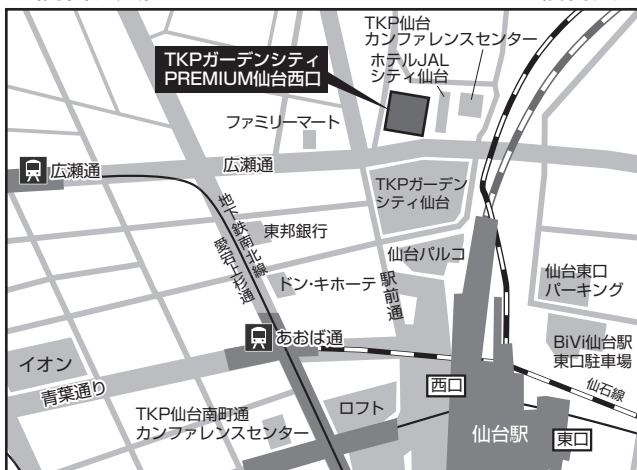 TKP仙台
カンファレンスセンター
ホテルJAL
シティ仙台
TKPガーデンシティ
PREMIUM仙台西口
ファミリーマート
広瀬通
広瀬通
TKPガーデン
シティ仙台
地下鉄南北線
愛宕上杉通
東邦銀行
仙台パルコ
ドン・キホーテ
駅前通
仙台東口
パーキング
あおば通
BiVi仙台駅
東口駐車場
イオン
青葉通り
仙石線
西口
ロフト
TKP仙台南町通
カンファレンスセンター
仙台駅
東口